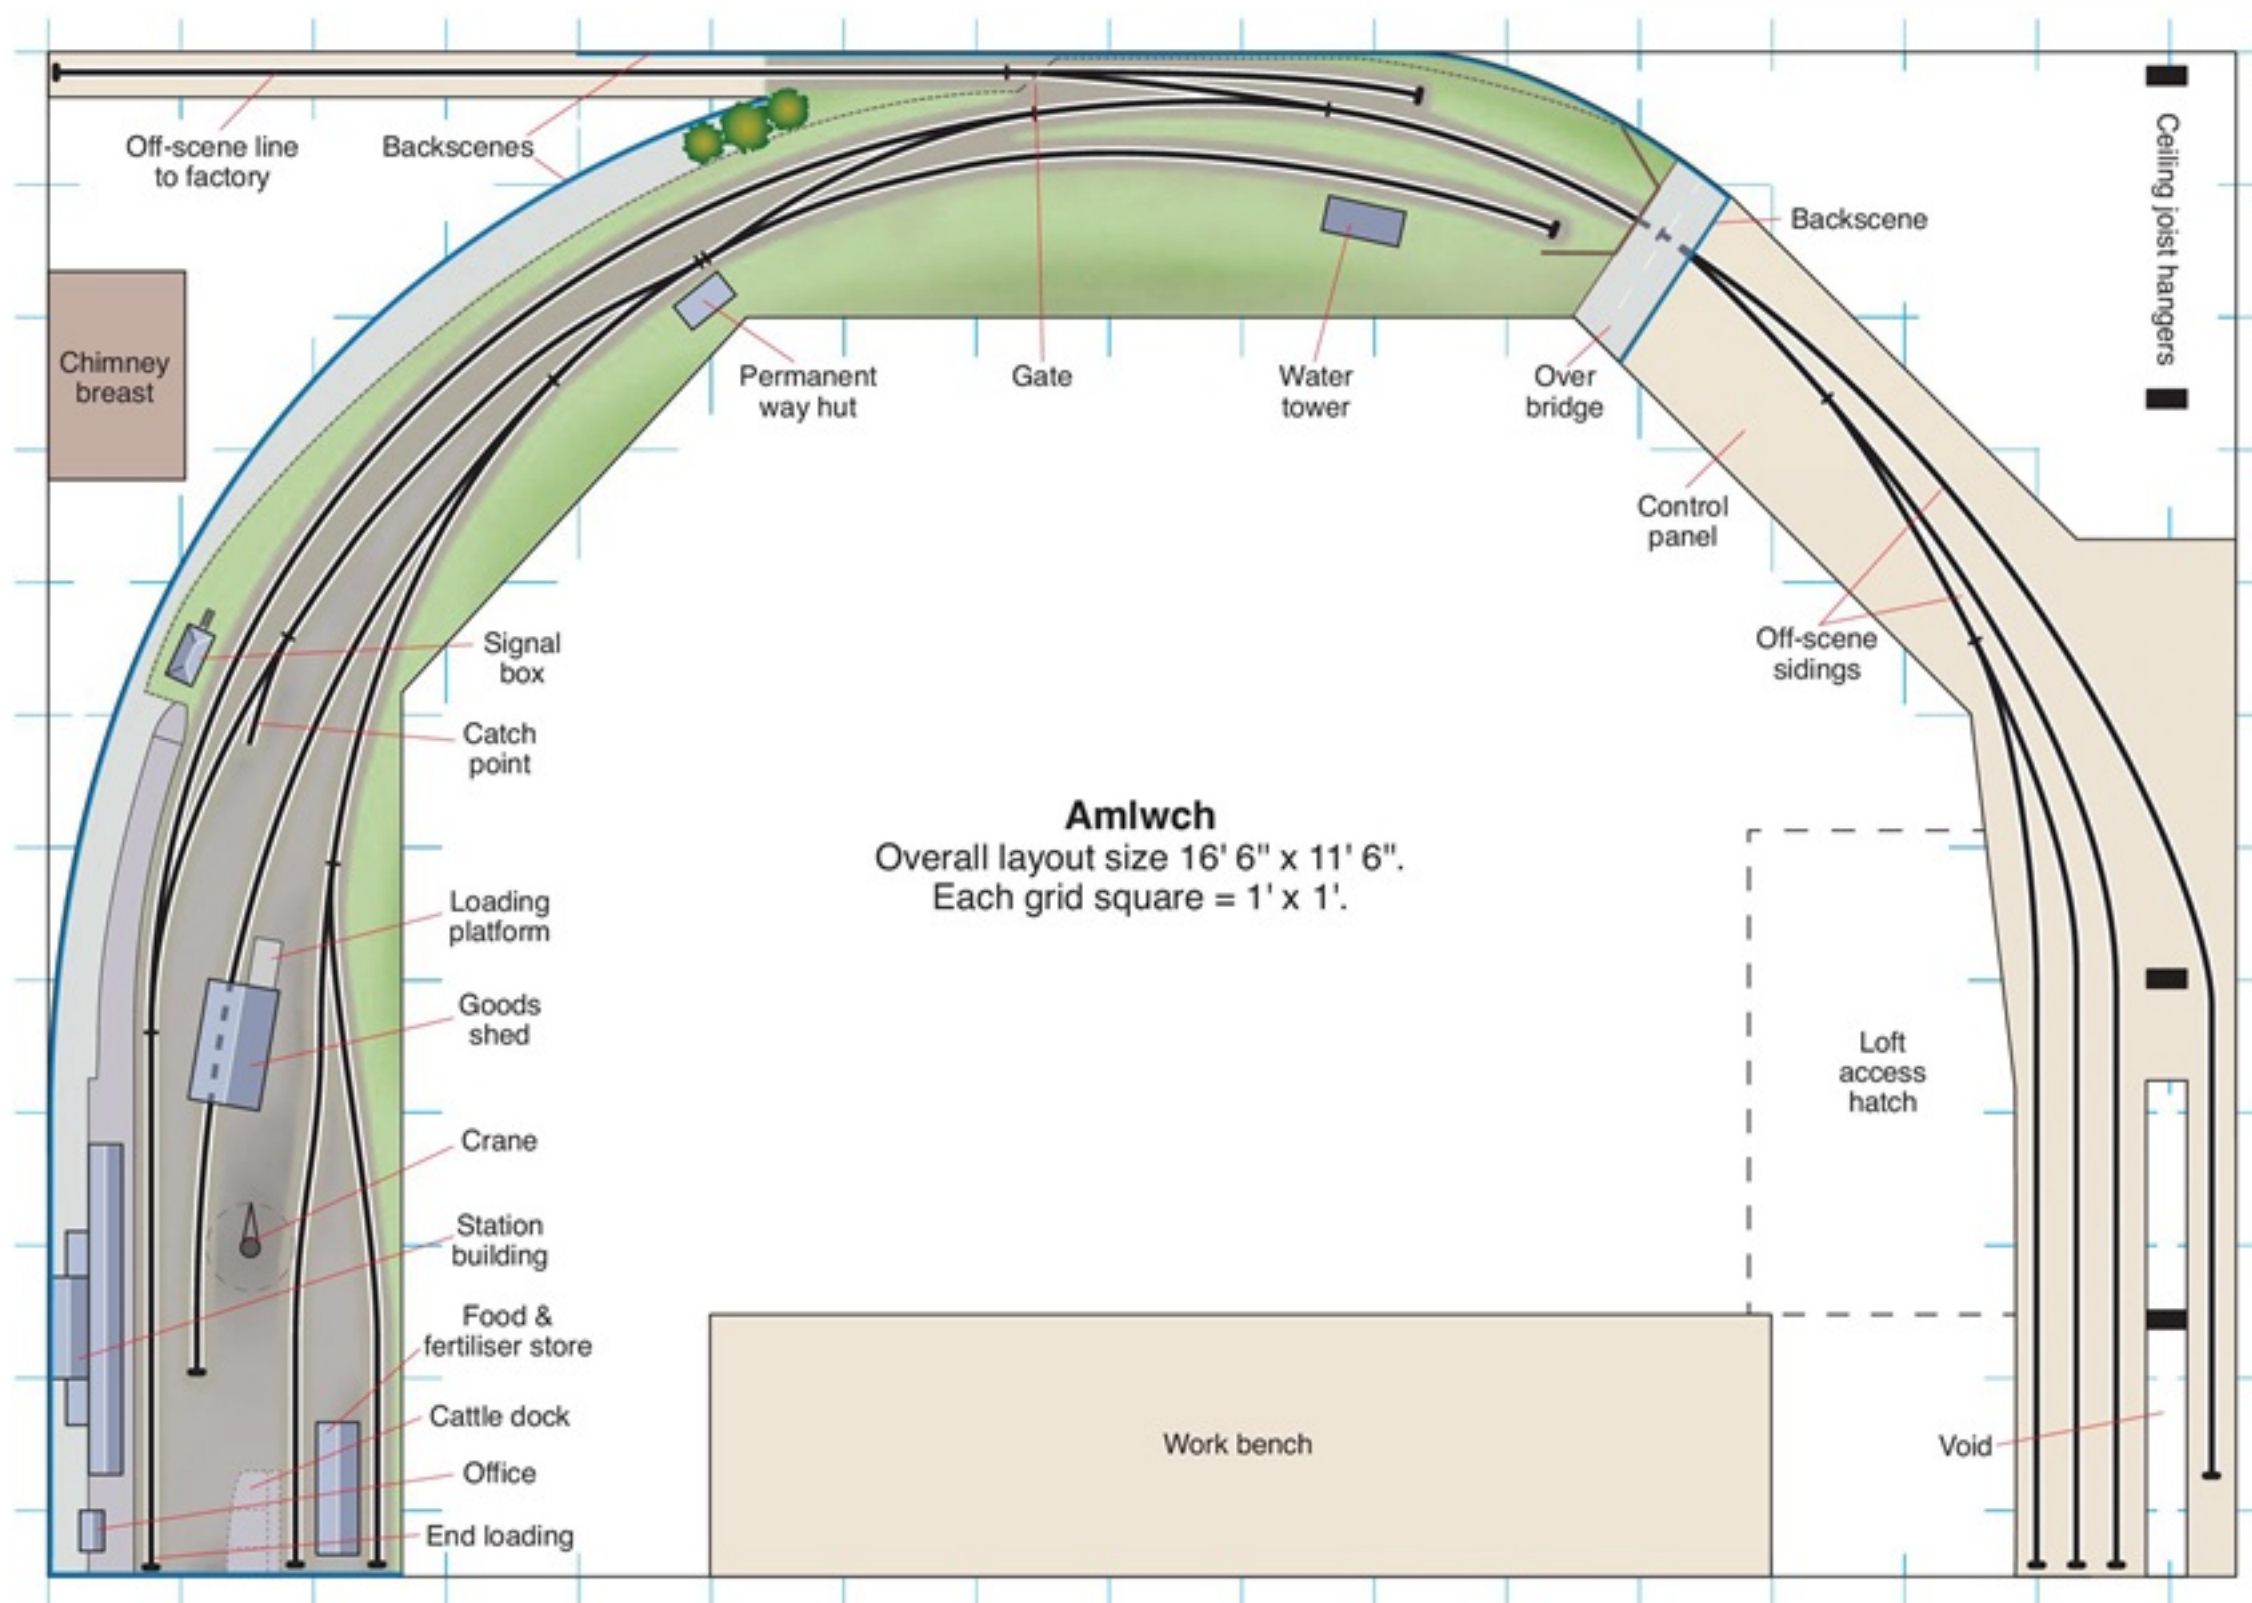 Off-scene line
to factory
Backscenes
Ceiling joist hangers
Backscene
Chimney
breast
Permanent
way hut
Gate
Water
tower
Over
bridge
Control
panel
Signal
box
Off-scene
sidings
Catch
point
Amlwch
Overall layout size 16' 6" x 11' 6".
Each grid square = 1' x 1'.
Loading
platform
Goods
shed
Loft
access
hatch
Crane
Station
building
Food &
fertiliser store
Cattle dock
Work bench
Void
Office
End loading